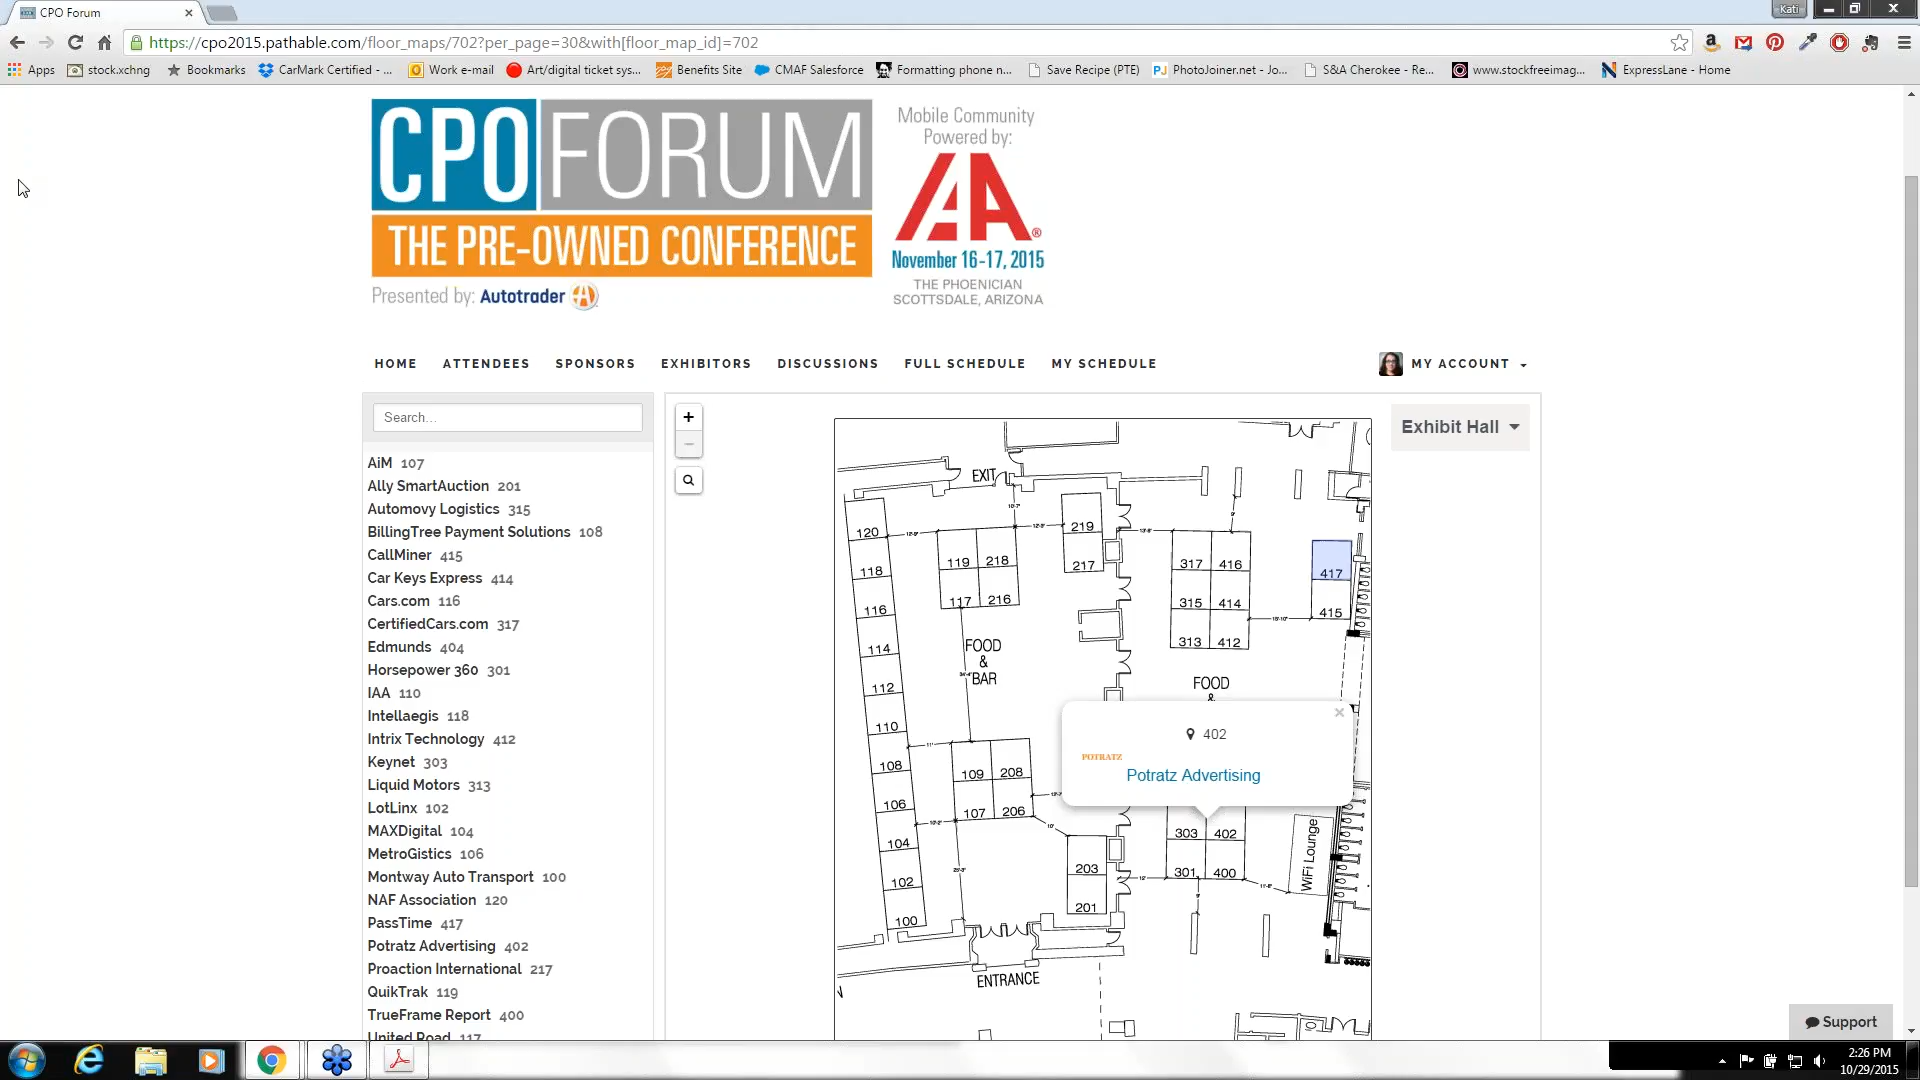 CPO Forum
Kati
https://cpo2015.pathable.com/floor_maps/702?per_page=30&with[floor_map_id]=702
Apps stock.xchng Bookmarks CarMark Certified - ... Work e-mail Art/digital ticket sys... Benefits Site CMAF Salesforce Formatting phone n... Save Recipe (PTE) PhotoJoiner.net - Jo... S&A Cherokee - Re... www.stockfreeimag... ExpressLane - Home
CPO FORUM
THE PRE-OWNED CONFERENCE
Presented by: Autotrader
Mobile Community
Powered by:
November 16-17, 2015
THE PHOENICIAN
SCOTTSDALE, ARIZONA
HOME ATTENDEES SPONSORS EXHIBITORS DISCUSSIONS FULL SCHEDULE MY SCHEDULE MY ACCOUNT
Search...
AiM 107
Ally SmartAuction 201
Automovy Logistics 315
BillingTree Payment Solutions 108
CallMiner 415
Car Keys Express 414
Cars.com 116
CertifiedCars.com 317
Edmunds 404
Horsepower 360 301
IAA 110
Intellaegis 118
Intrix Technology 412
Keynet 303
Liquid Motors 313
LotLinx 102
MAXDigital 104
MetroGistics 106
Montway Auto Transport 100
NAF Association 120
PassTime 417
Potratz Advertising 402
Proaction International 217
QuikTrak 119
TrueFrame Report 400
United Road 117
+
−
Exhibit Hall
EXIT
120
118
116
114
112
110
108
106
104
102
100
119 218
117 216
219
217
FOOD
&
BAR
109 208
107 206
203
201
ENTRANCE
317 416
315 414
313 412
417
415
FOOD
&
402
POTRATZ
Potratz Advertising
303 402
301 400
WiFi Lounge
Support
2:26 PM
10/29/2015